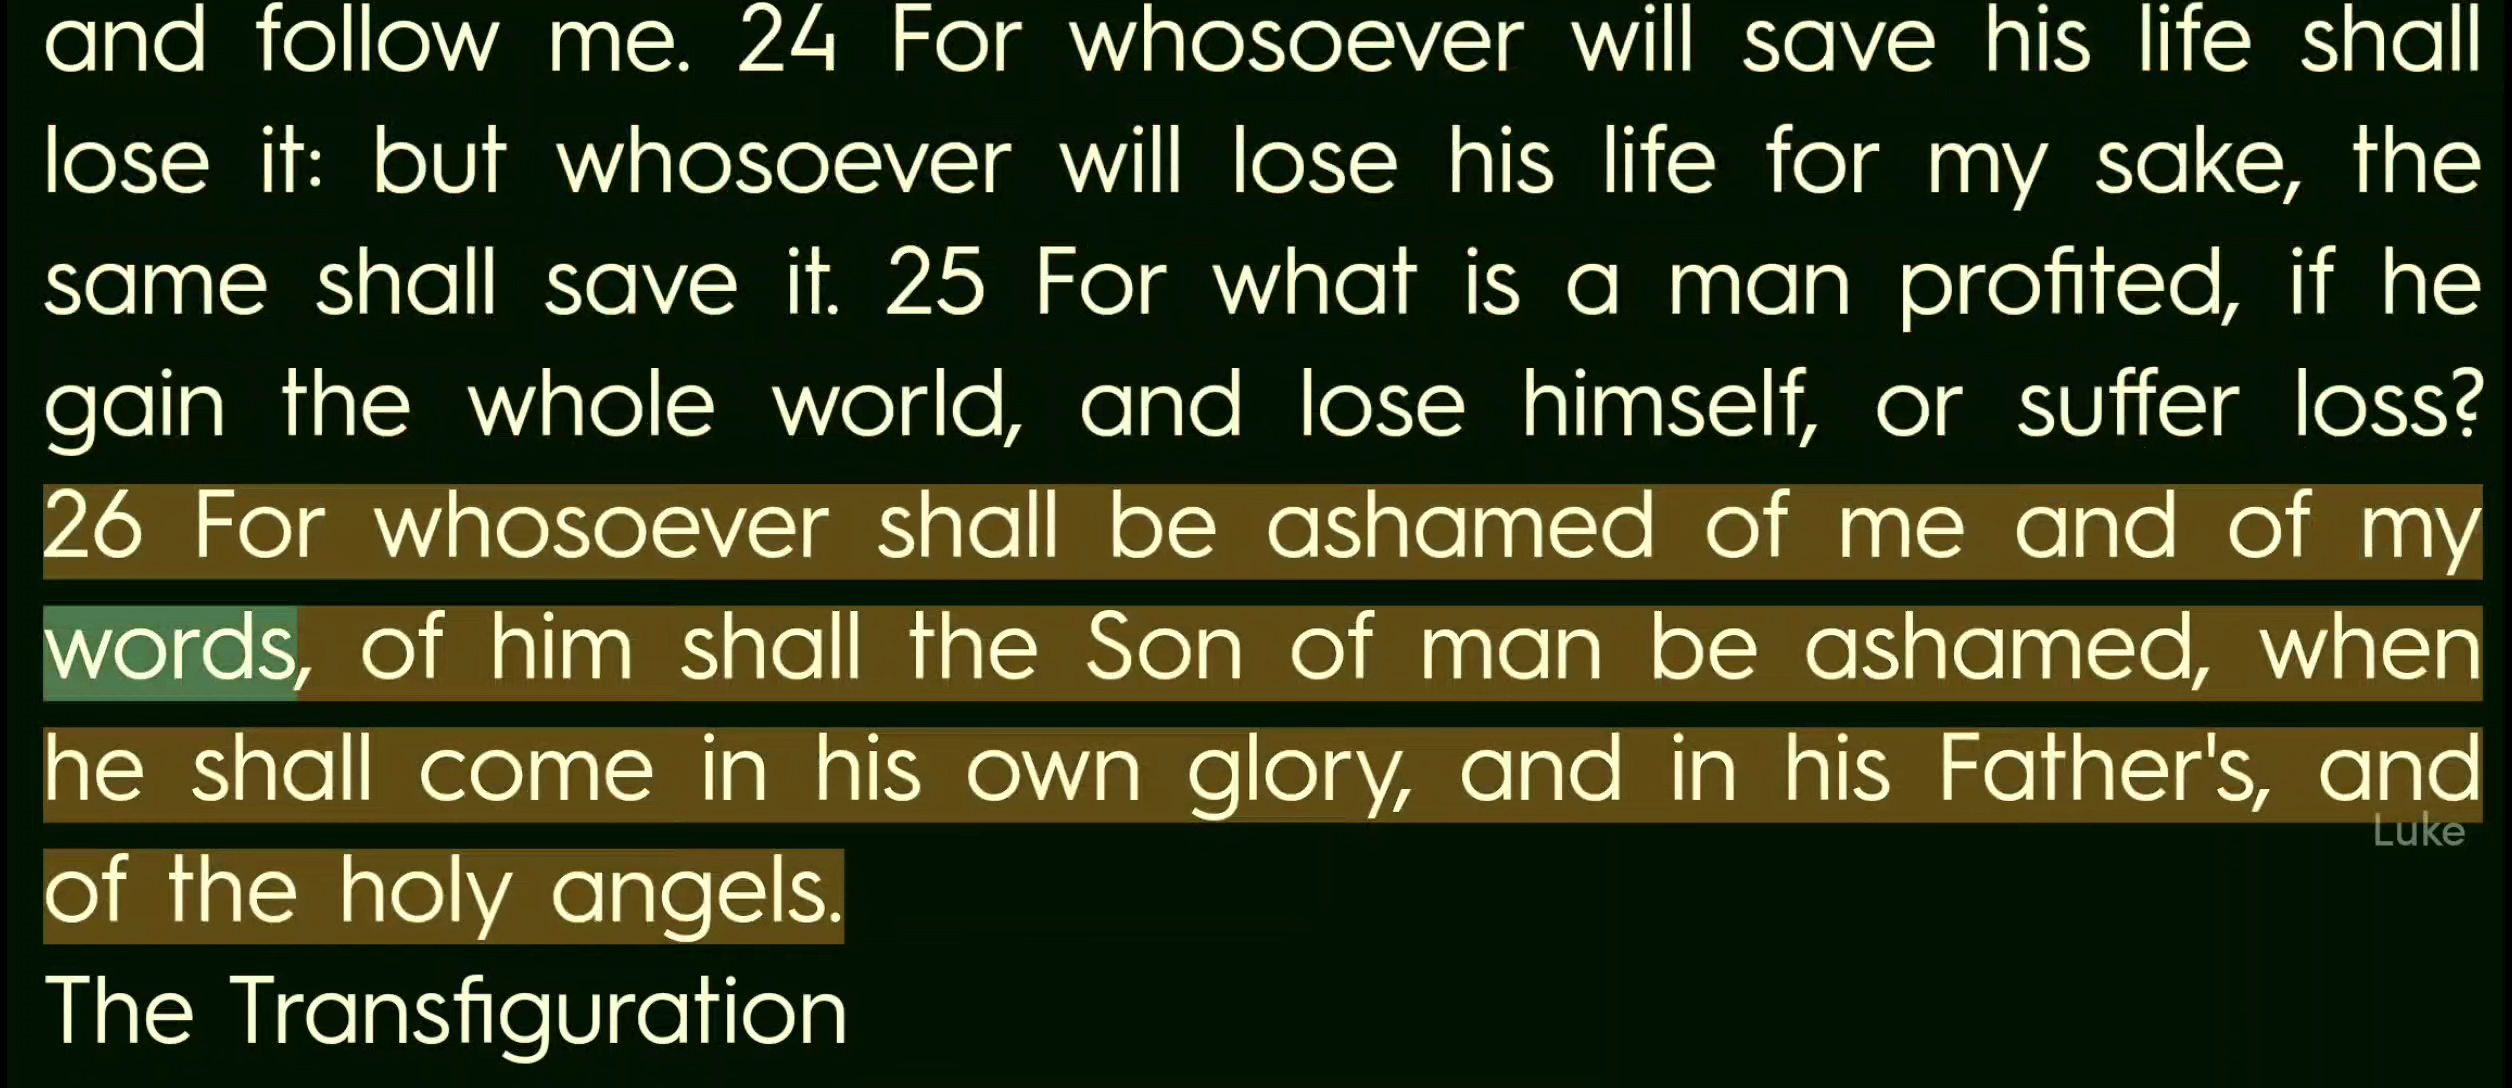 and follow me. 24 For whosoever will save his life shall
lose it: but whosoever will lose his life for my sake, the
same shall save it. 25 For what is a man profited, if he
gain the whole world, and lose himself, or suffer loss?
26 For whosoever shall be ashamed of me and of my
words, of him shall the Son of man be ashamed, when
he shall come in his own glory, and in his Father's, and
Luke
of the holy angels.
The Transfiguration